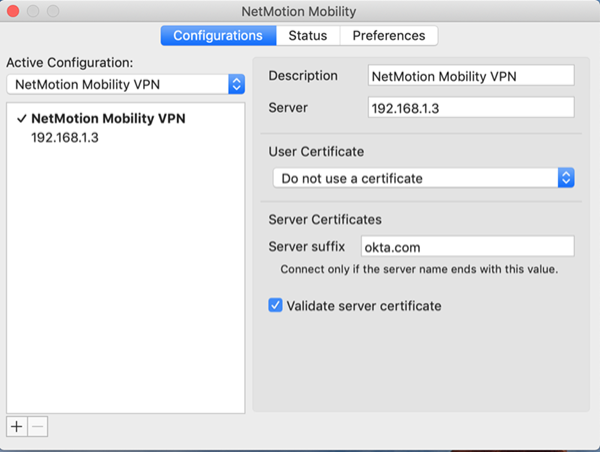 NetMotion Mobility
Configurations Status Preferences
Active Configuration:
NetMotion Mobility VPN
✓ NetMotion Mobility VPN
192.168.1.3
Description NetMotion Mobility VPN
Server 192.168.1.3
User Certificate
Do not use a certificate
Server Certificates
Server suffix okta.com
Connect only if the server name ends with this value.
Validate server certificate